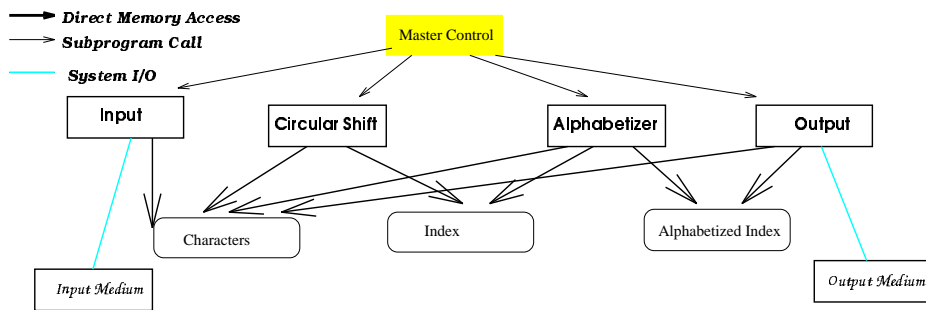 Direct Memory Access
Subprogram Call
System I/O
Master Control
Input
Circular Shift
Alphabetizer
Output
Characters
Index
Alphabetized Index
Input Medium
Output Medium